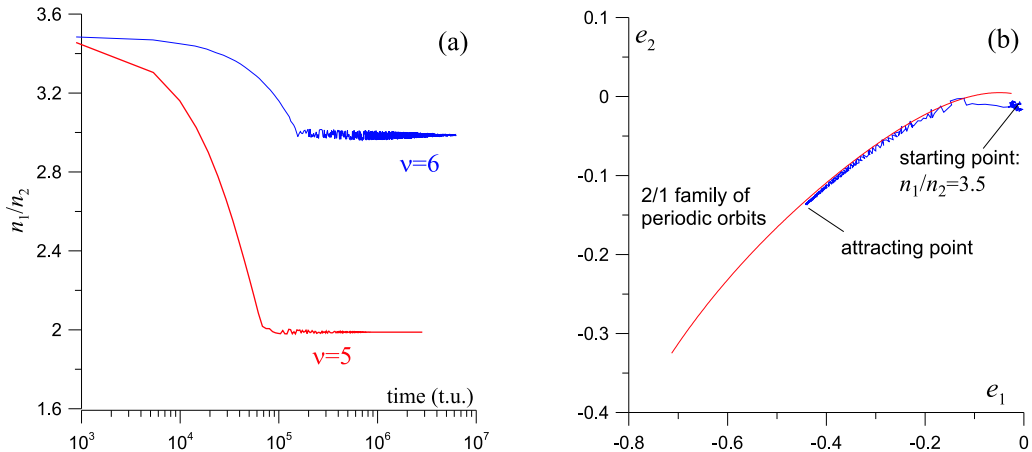 3.6
3.2
2.8
2.4
2
1.6
n1/n2
(a)
ν=6
ν=5
time (t.u.)
10^3
10^4
10^5
10^6
10^7
0.1
0
-0.1
-0.2
-0.3
-0.4
e2
(b)
starting point:
n1/n2=3.5
2/1 family of
periodic orbits
attracting point
e1
-0.8
-0.6
-0.4
-0.2
0